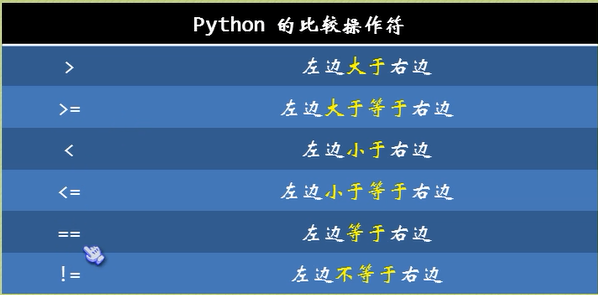 Python 的比较操作符
> 左边大于右边
>= 左边大于等于右边
< 左边小于右边
<= 左边小于等于右边
== 左边等于右边
!= 左边不等于右边